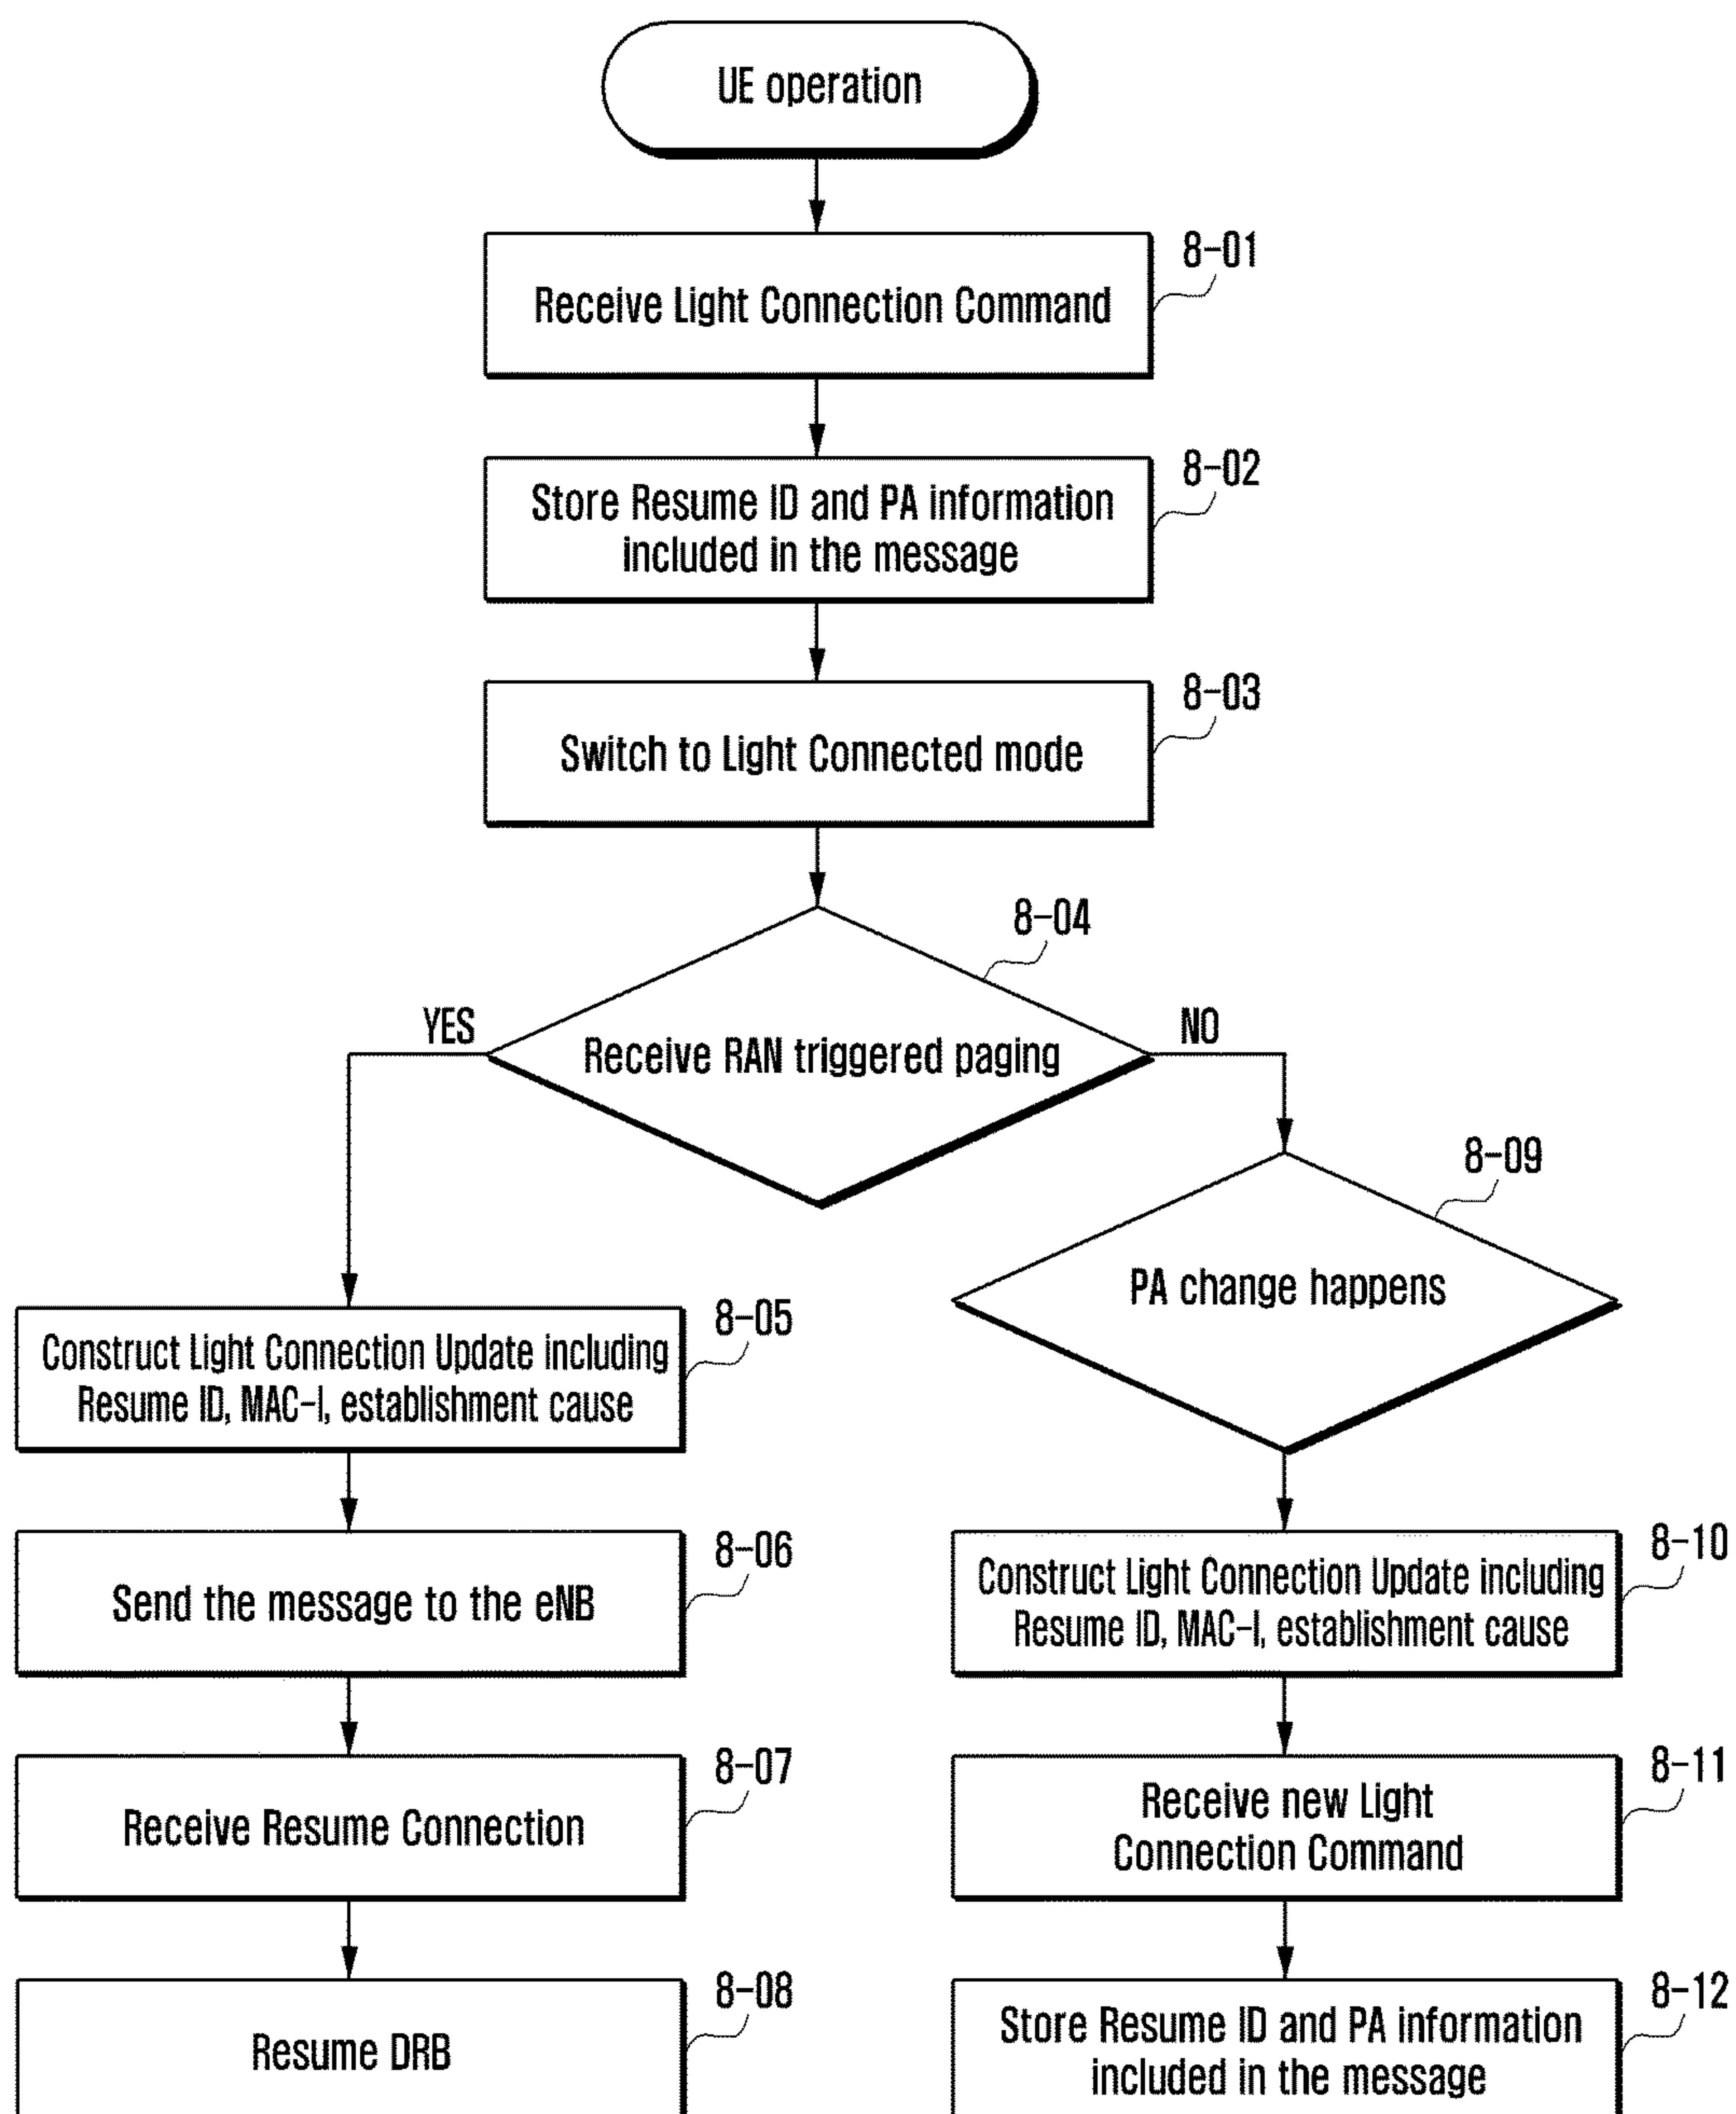 UE operation
8-01
Receive Light Connection Command
8-02
Store Resume ID and PA information
included in the message
8-03
Switch to Light Connected mode
8-04
YES
Receive RAN triggered paging
NO
8-09
PA change happens
8-05
Construct Light Connection Update including
Resume ID, MAC-I, establishment cause
8-06
Send the message to the eNB
8-10
Construct Light Connection Update including
Resume ID, MAC-I, establishment cause
8-07
Receive Resume Connection
8-11
Receive new Light
Connection Command
8-08
Resume DRB
8-12
Store Resume ID and PA information
included in the message